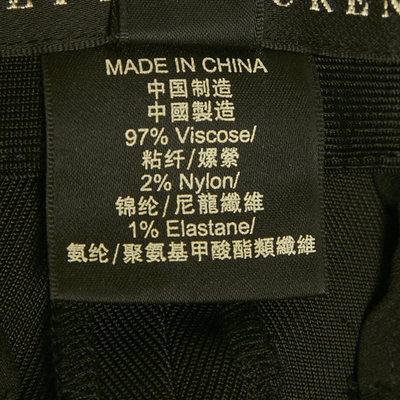 MADE IN CHINA
中国制造
中國製造
97% Viscose/
粘纤/嫘縈
2% Nylon/
锦纶/尼龍纖維
1% Elastane/
氨纶/聚氨基甲酸酯類纖維